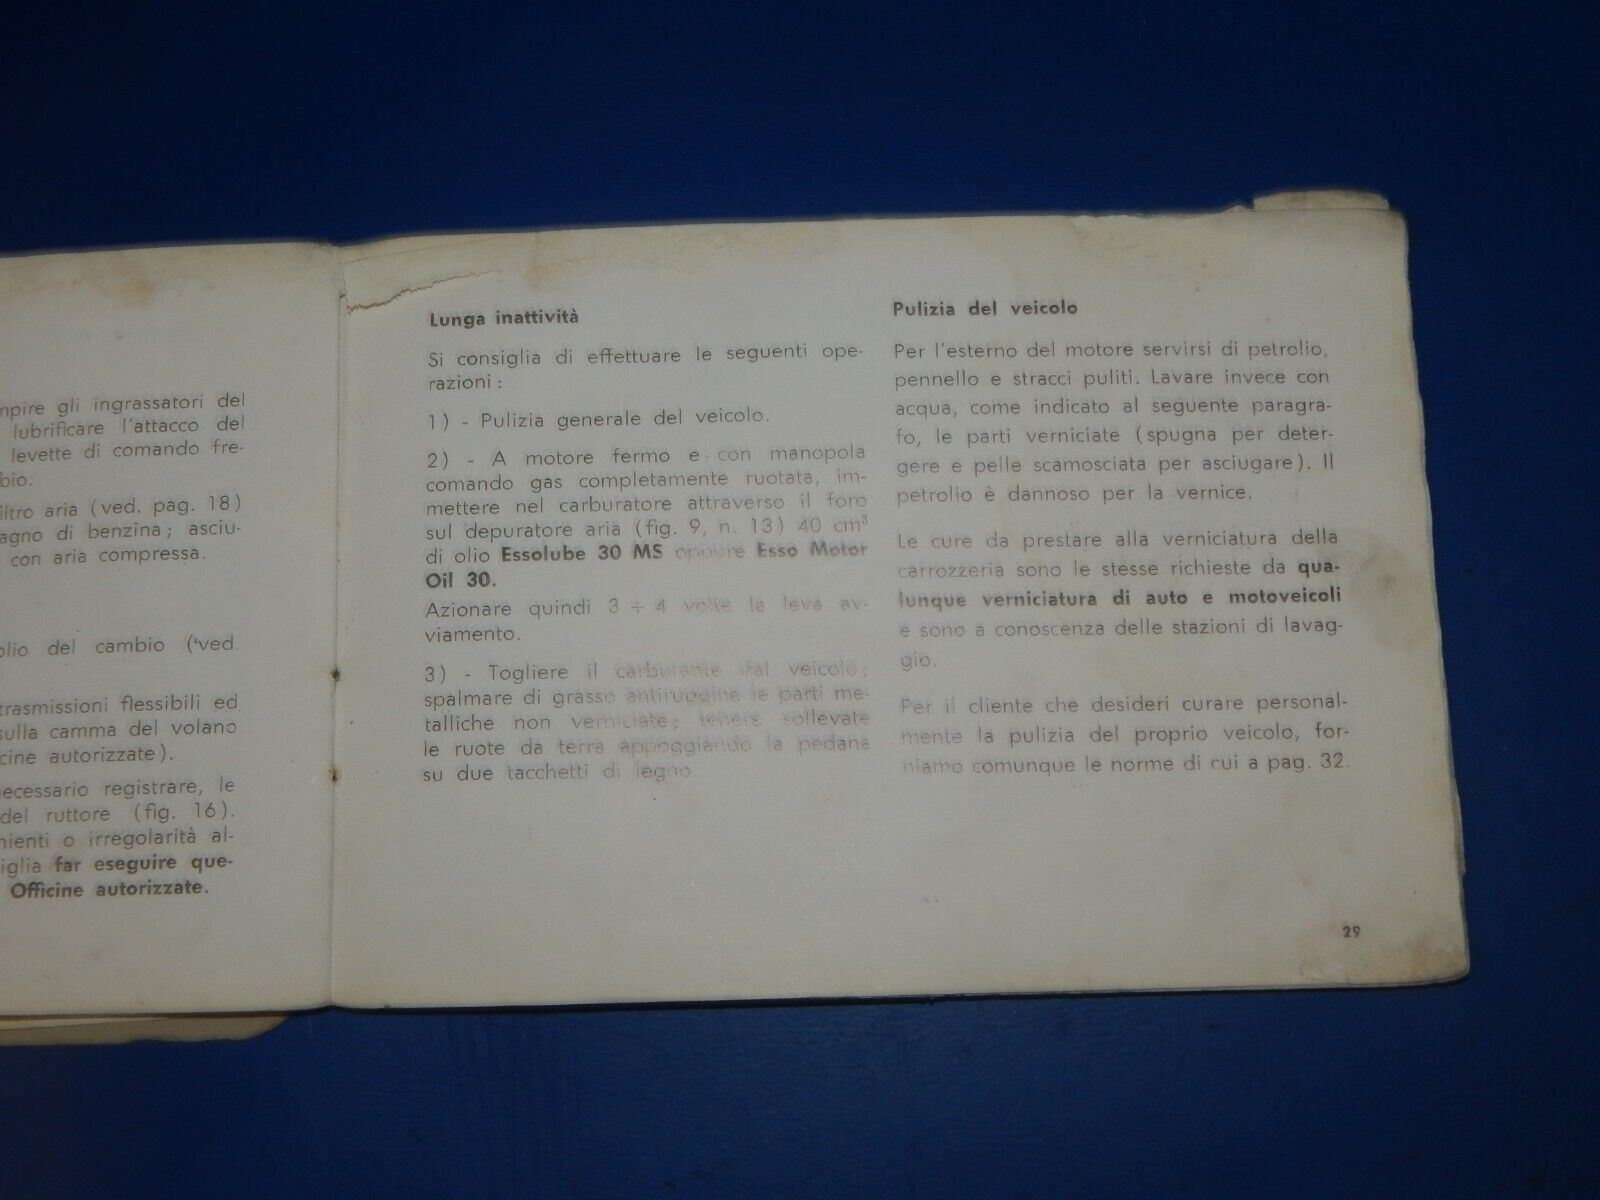 mpire gli ingrassatori del
lubrificare l'attacco del
levette di comando fre-
bio.
iltro aria (ved. pag. 18)
agno di benzina; asciu-
con aria compressa.
olio del cambio (ved.
trasmissioni flessibili ed
sulla camma del volano
cine autorizzate).
ecessario registrare, le
del ruttore (fig. 16).
nienti o irregolarità al-
iglia far eseguire que-
Officine autorizzate.
Lunga inattività
Si consiglia di effettuare le seguenti ope-
razioni:
1) - Pulizia generale del veicolo.
2) - A motore fermo e con manopola
comando gas completamente ruotata, im-
mettere nel carburatore attraverso il foro
sul depuratore aria (fig. 9, n. 13) 40 cm³
di olio Essolube 30 MS oppure Esso Motor
Oil 30.
Azionare quindi 3 ÷ 4 volte la leva av-
viamento.
3) - Togliere il carburante dal veicolo;
spalmare di grasso antiruggine le parti me-
talliche non verniciate; tenere sollevate
le ruote da terra appoggiando la pedana
su due tacchetti di legno.
Pulizia del veicolo
Per l'esterno del motore servirsi di petrolio,
pennello e stracci puliti. Lavare invece con
acqua, come indicato al seguente paragra-
fo, le parti verniciate (spugna per deter-
gere e pelle scamosciata per asciugare). Il
petrolio è dannoso per la vernice.
Le cure da prestare alla verniciatura della
carrozzeria sono le stesse richieste da qua-
lunque verniciatura di auto e motoveicoli
e sono a conoscenza delle stazioni di lavag-
gio.
Per il cliente che desideri curare personal-
mente la pulizia del proprio veicolo, for-
niamo comunque le norme di cui a pag. 32.
29